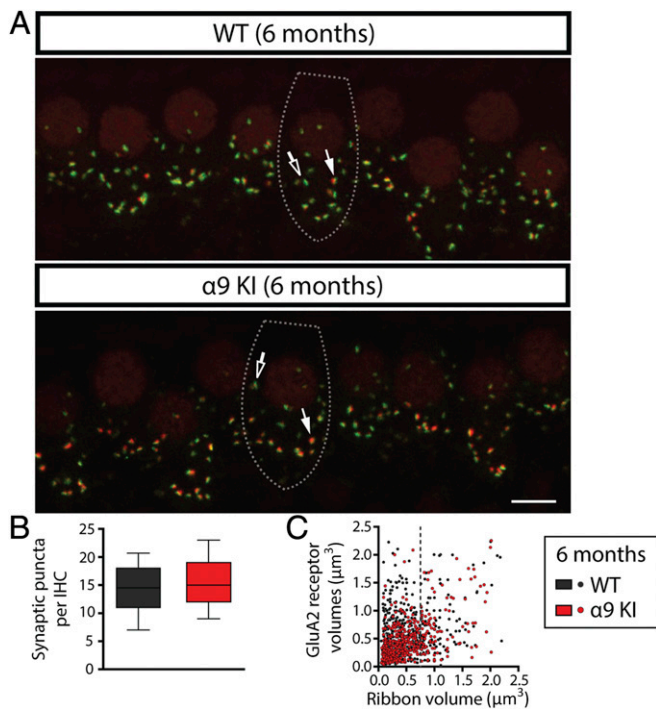 A
WT (6 months)
α9 KI (6 months)
B
Synaptic puncta
per IHC
25
20
15
10
5
0
C
GluA2 receptor
volumes (μm³)
2.5
2.0
1.5
1.0
0.5
0.0
0.0 0.5 1.0 1.5 2.0 2.5
Ribbon volume (μm³)
6 months
WT
α9 KI